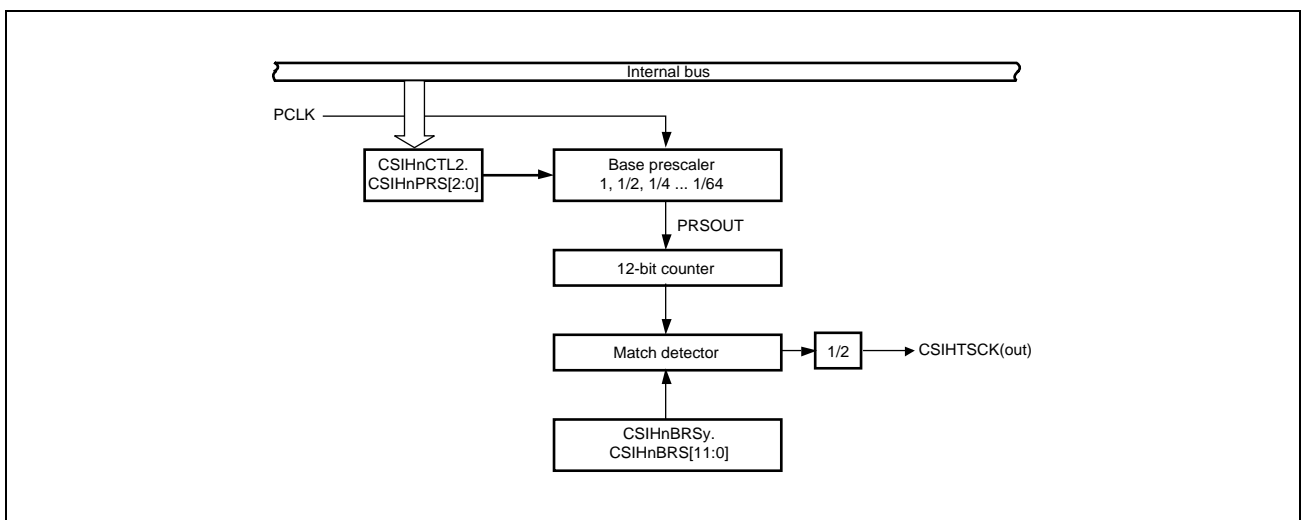 Internal bus
PCLK
CSIHnCTL2.
CSIHnPRS[2:0]
Base prescaler
1, 1/2, 1/4 ... 1/64
PRSOUT
12-bit counter
Match detector
1/2
CSIHTSCK(out)
CSIHnBRSy.
CSIHnBRS[11:0]